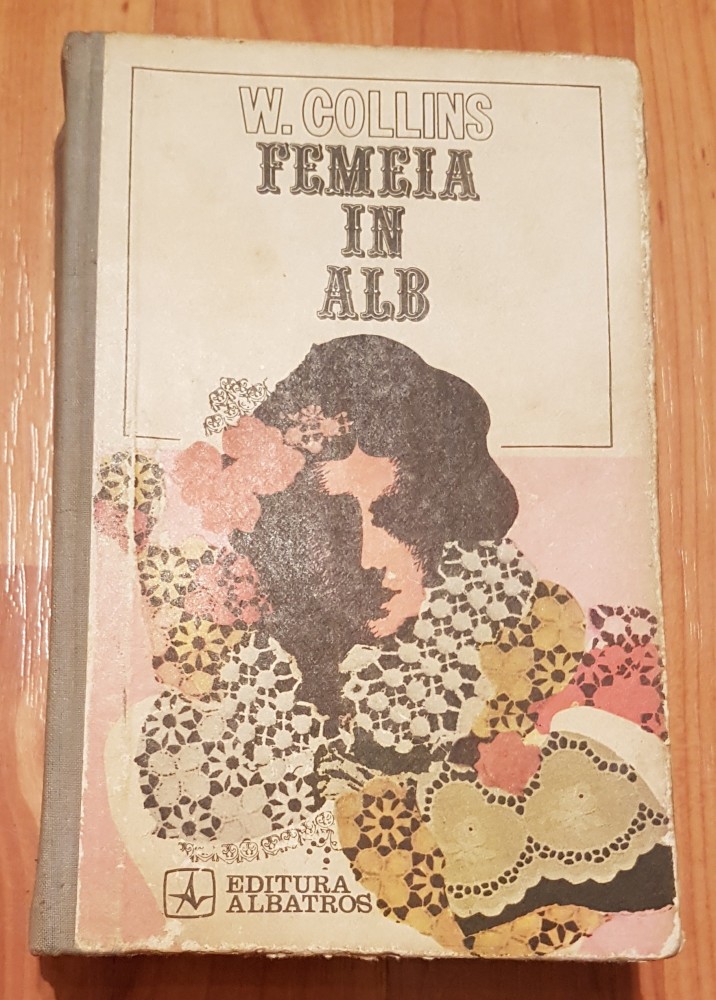 W. COLLINS
FEMEIA
IN
ALB
EDITURA
ALBATROS